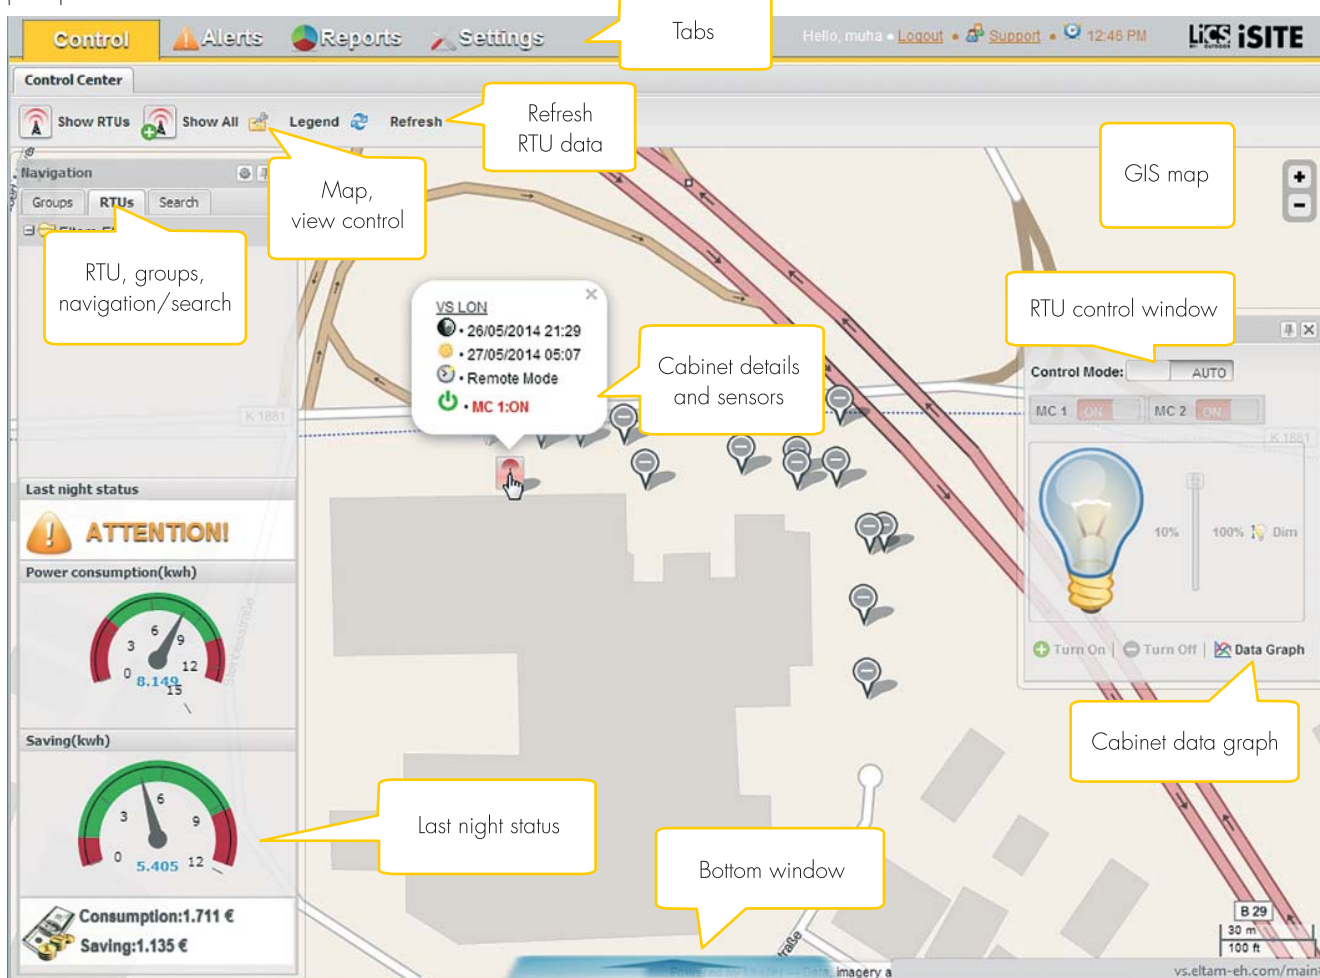 Tabs
Control
Alerts
Reports
Settings
Hello, muha • Logout • Support • 12:46 PM
LiCS iSITE
Control Center
Show RTUs
Show All
Legend
Refresh
Refresh
RTU data
Map,
view control
GIS map
+
−
Navigation
Groups
RTUs
Search
RTU, groups,
navigation/search
VS LON
• 26/05/2014 21:29
• 27/05/2014 05:07
• Remote Mode
• MC 1:ON
Cabinet details
and sensors
RTU control window
Control Mode:
AUTO
MC 1
ON
MC 2
ON
K 1881
K 1881
10%
100%
Dim
Turn On |
Turn Off |
Data Graph
Cabinet data graph
Last night status
ATTENTION!
Power consumption(kwh)
0
3
6
9
12
15
8.149
Saving(kwh)
0
3
6
9
12
5.405
Last night status
Consumption:1.711 €
Saving:1.135 €
Bottom window
B 29
30 m
100 ft
imagery a
vs.eltam-eh.com/main